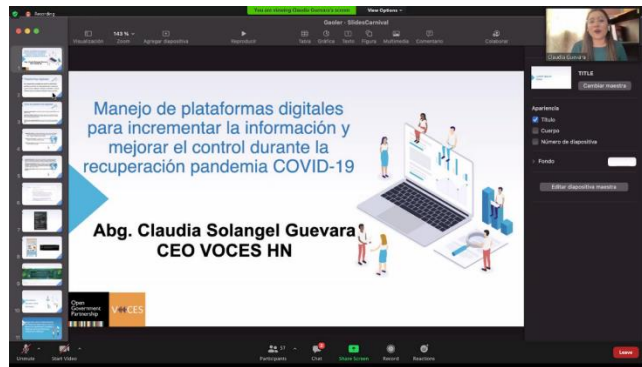 Recording
You are viewing Claudia Guevara's screen
View Options
Gaoler - SlidesCarnival
143 %
Visualización
Zoom
Agregar diapositiva
Reproducir
Tabla
Gráfica
Texto
Figura
Multimedia
Comentario
Colaborar
Claudia Guevara
TITLE
Cambiar maestra
Apariencia
Título
Cuerpo
Número de diapositiva
Fondo
Editar diapositiva maestra
Manejo de plataformas digitales
para incrementar la información y
mejorar el control durante la
recuperación pandemia COVID-19
Abg. Claudia Solangel Guevara
CEO VOCES HN
Open
Government
Partnership
VOCES
Unmute
Start Video
Participants
Chat
Share Screen
Record
Reactions
Leave